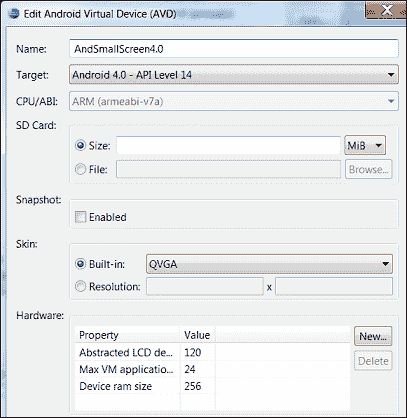 Edit Android Virtual Device (AVD)
Name: AndSmallScreen4.0
Target: Android 4.0 - API Level 14
CPU/ABI: ARM (armeabi-v7a)
SD Card:
Size: MiB
File: Browse...
Snapshot:
Enabled
Skin:
Built-in: QVGA
Resolution: x
Hardware:
Property Value New...
Abstracted LCD de... 120
Max VM applicatio... 24 Delete
Device ram size 256